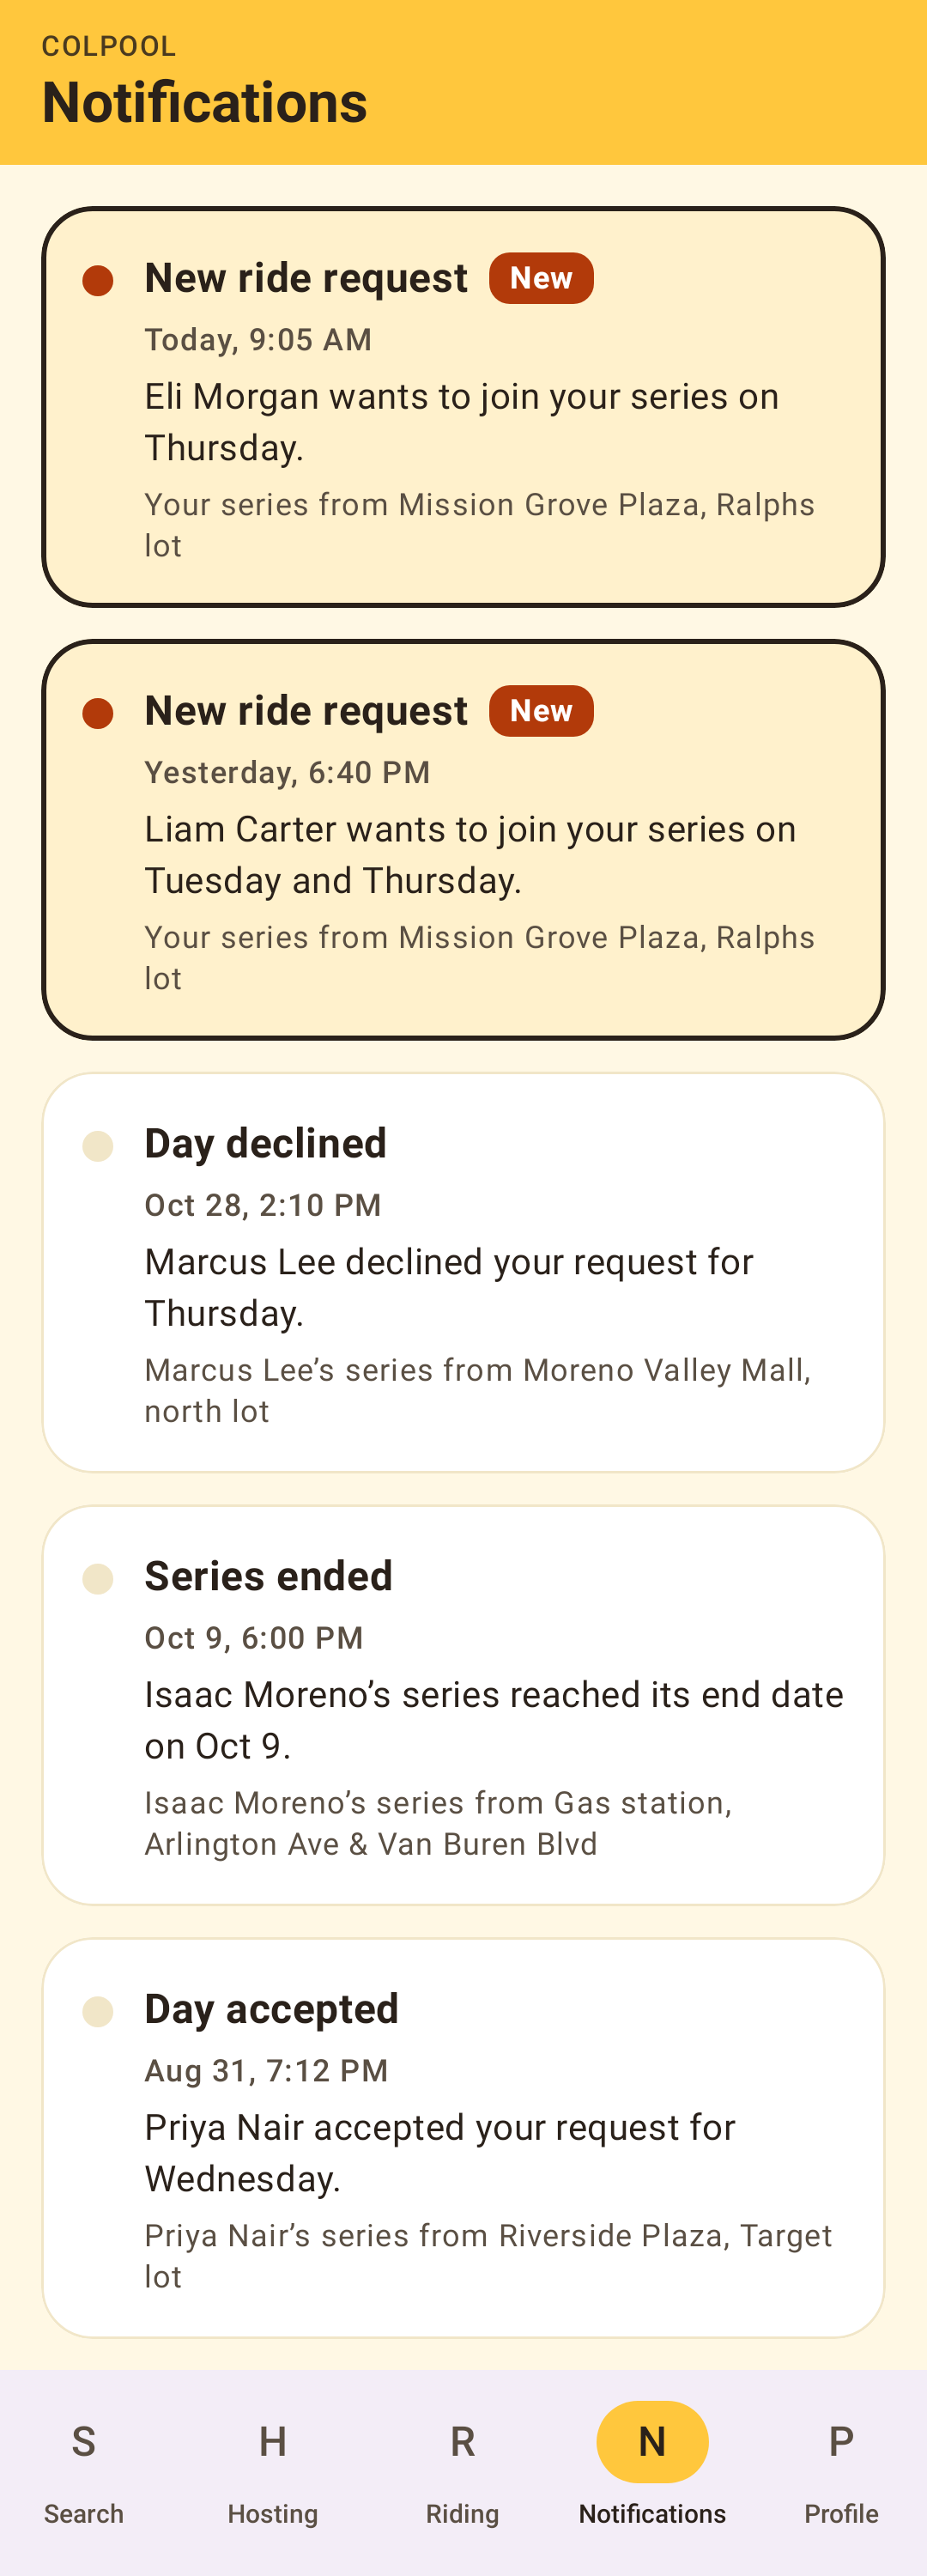 COLPOOL
Notifications
New ride request New
Today, 9:05 AM
Eli Morgan wants to join your series on
Thursday.
Your series from Mission Grove Plaza, Ralphs
lot
New ride request New
Yesterday, 6:40 PM
Liam Carter wants to join your series on
Tuesday and Thursday.
Your series from Mission Grove Plaza, Ralphs
lot
Day declined
Oct 28, 2:10 PM
Marcus Lee declined your request for
Thursday.
Marcus Lee’s series from Moreno Valley Mall,
north lot
Series ended
Oct 9, 6:00 PM
Isaac Moreno’s series reached its end date
on Oct 9.
Isaac Moreno’s series from Gas station,
Arlington Ave & Van Buren Blvd
Day accepted
Aug 31, 7:12 PM
Priya Nair accepted your request for
Wednesday.
Priya Nair’s series from Riverside Plaza, Target
lot
S H R N P
Search Hosting Riding Notifications Profile